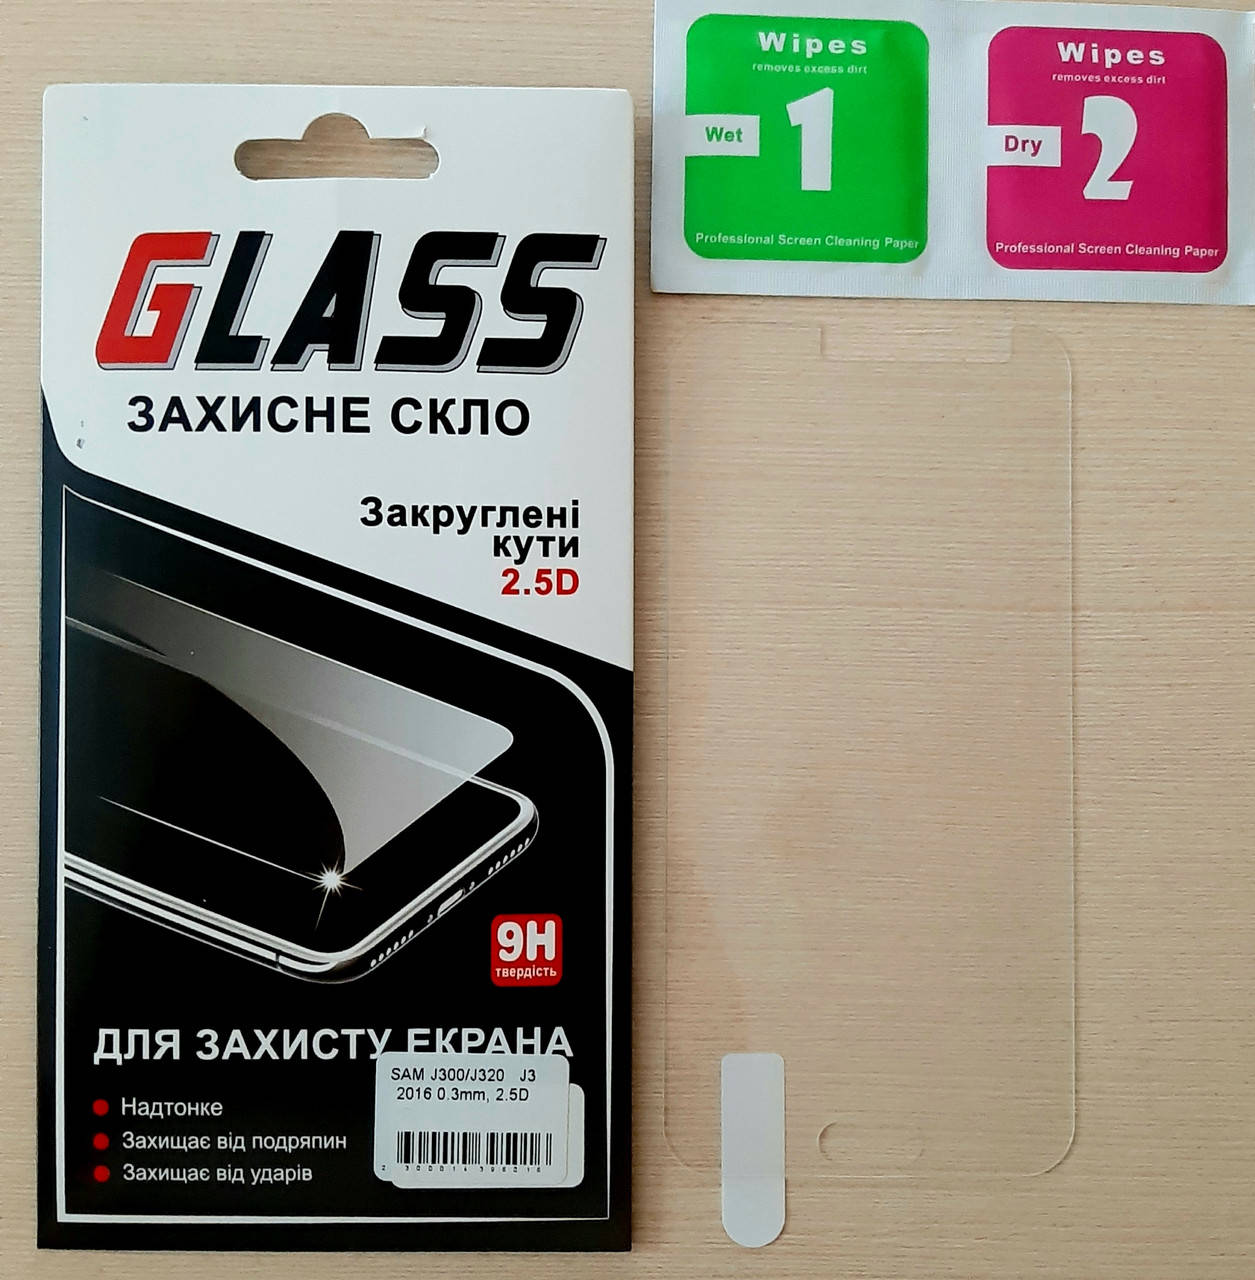 GLASS
ЗАХИСНЕ СКЛО
Закруглені
кути
2.5D
9H
твердість
ДЛЯ ЗАХИСТУ ЕКРАНА
Надтонке
Захищає від подряпин
Захищає від ударів
SAM J300/J320 J3
2016 0.3mm, 2.5D
Wipes
removes excess dirt
Wet
1
Professional Screen Cleaning Paper
Wipes
removes excess dirt
Dry
2
Professional Screen Cleaning Paper